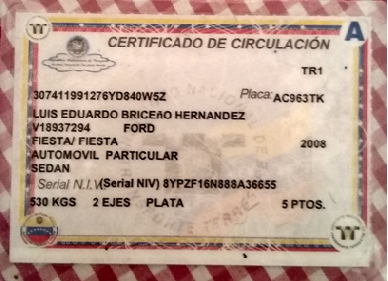 CERTIFICADO DE CIRCULACIÓN
A
TR1
307411991276YD840W5Z Placa: AC963TK
LUIS EDUARDO BRICEñO HERNANDEZ
V18937294 FORD
FIESTA/ FIESTA 2008
AUTOMOVIL PARTICULAR
SEDAN
Serial N.I.V (Serial NIV) 8YPZF16N888A36655
530 KGS 2 EJES PLATA 5 PTOS.